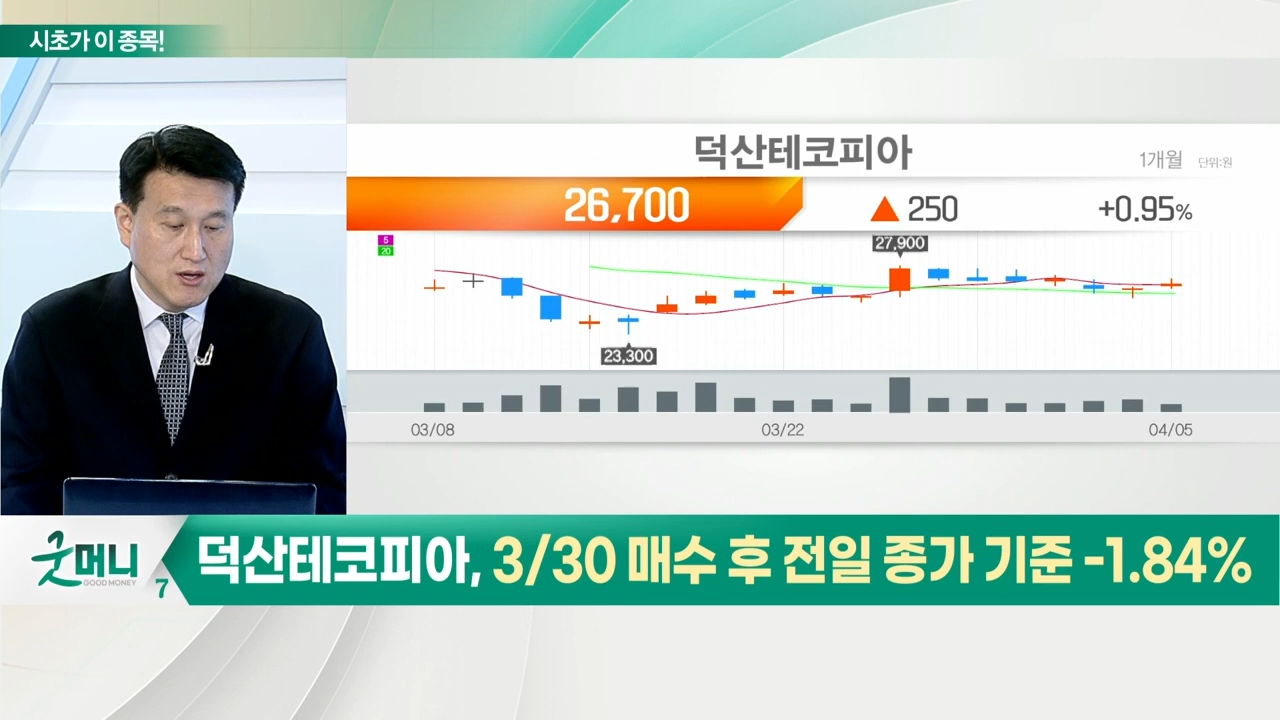 시초가 이 종목!
덕산테코피아
1개월 단위:원
26,700 ▲ 250 +0.95%
5
20
27,900
23,300
03/08 03/22 04/05
굿머니
GOOD MONEY
7
덕산테코피아, 3/30 매수 후 전일 종가 기준 -1.84%